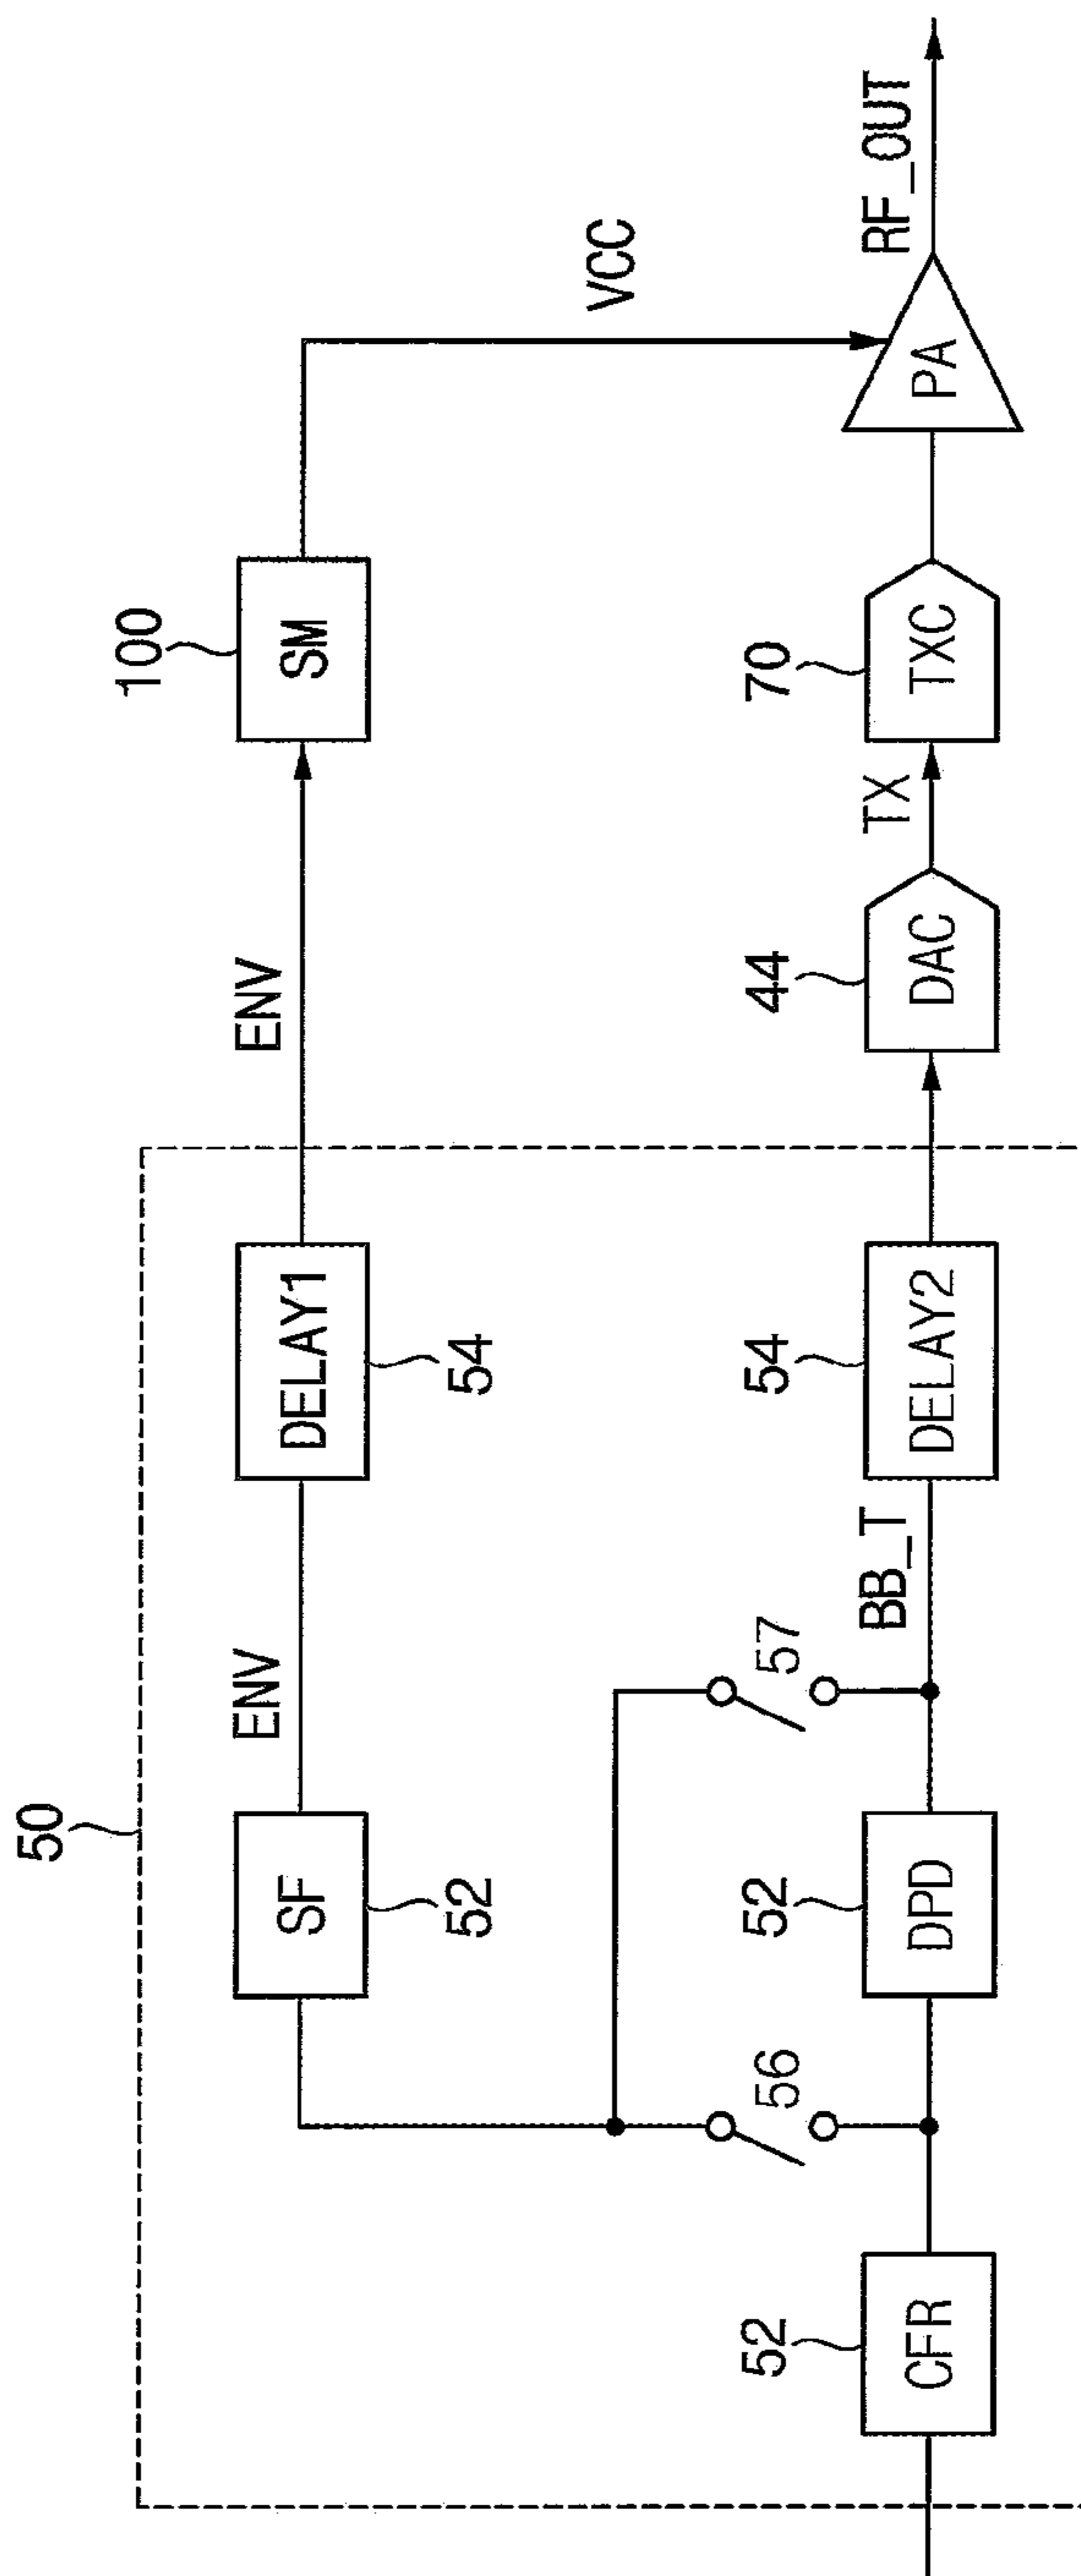 50
52
SF
ENV
54
DELAY1
ENV
100
SM
VCC
56
57
52
CFR
52
DPD
BB_T
54
DELAY2
44
DAC
TX
70
TXC
PA
RF_OUT